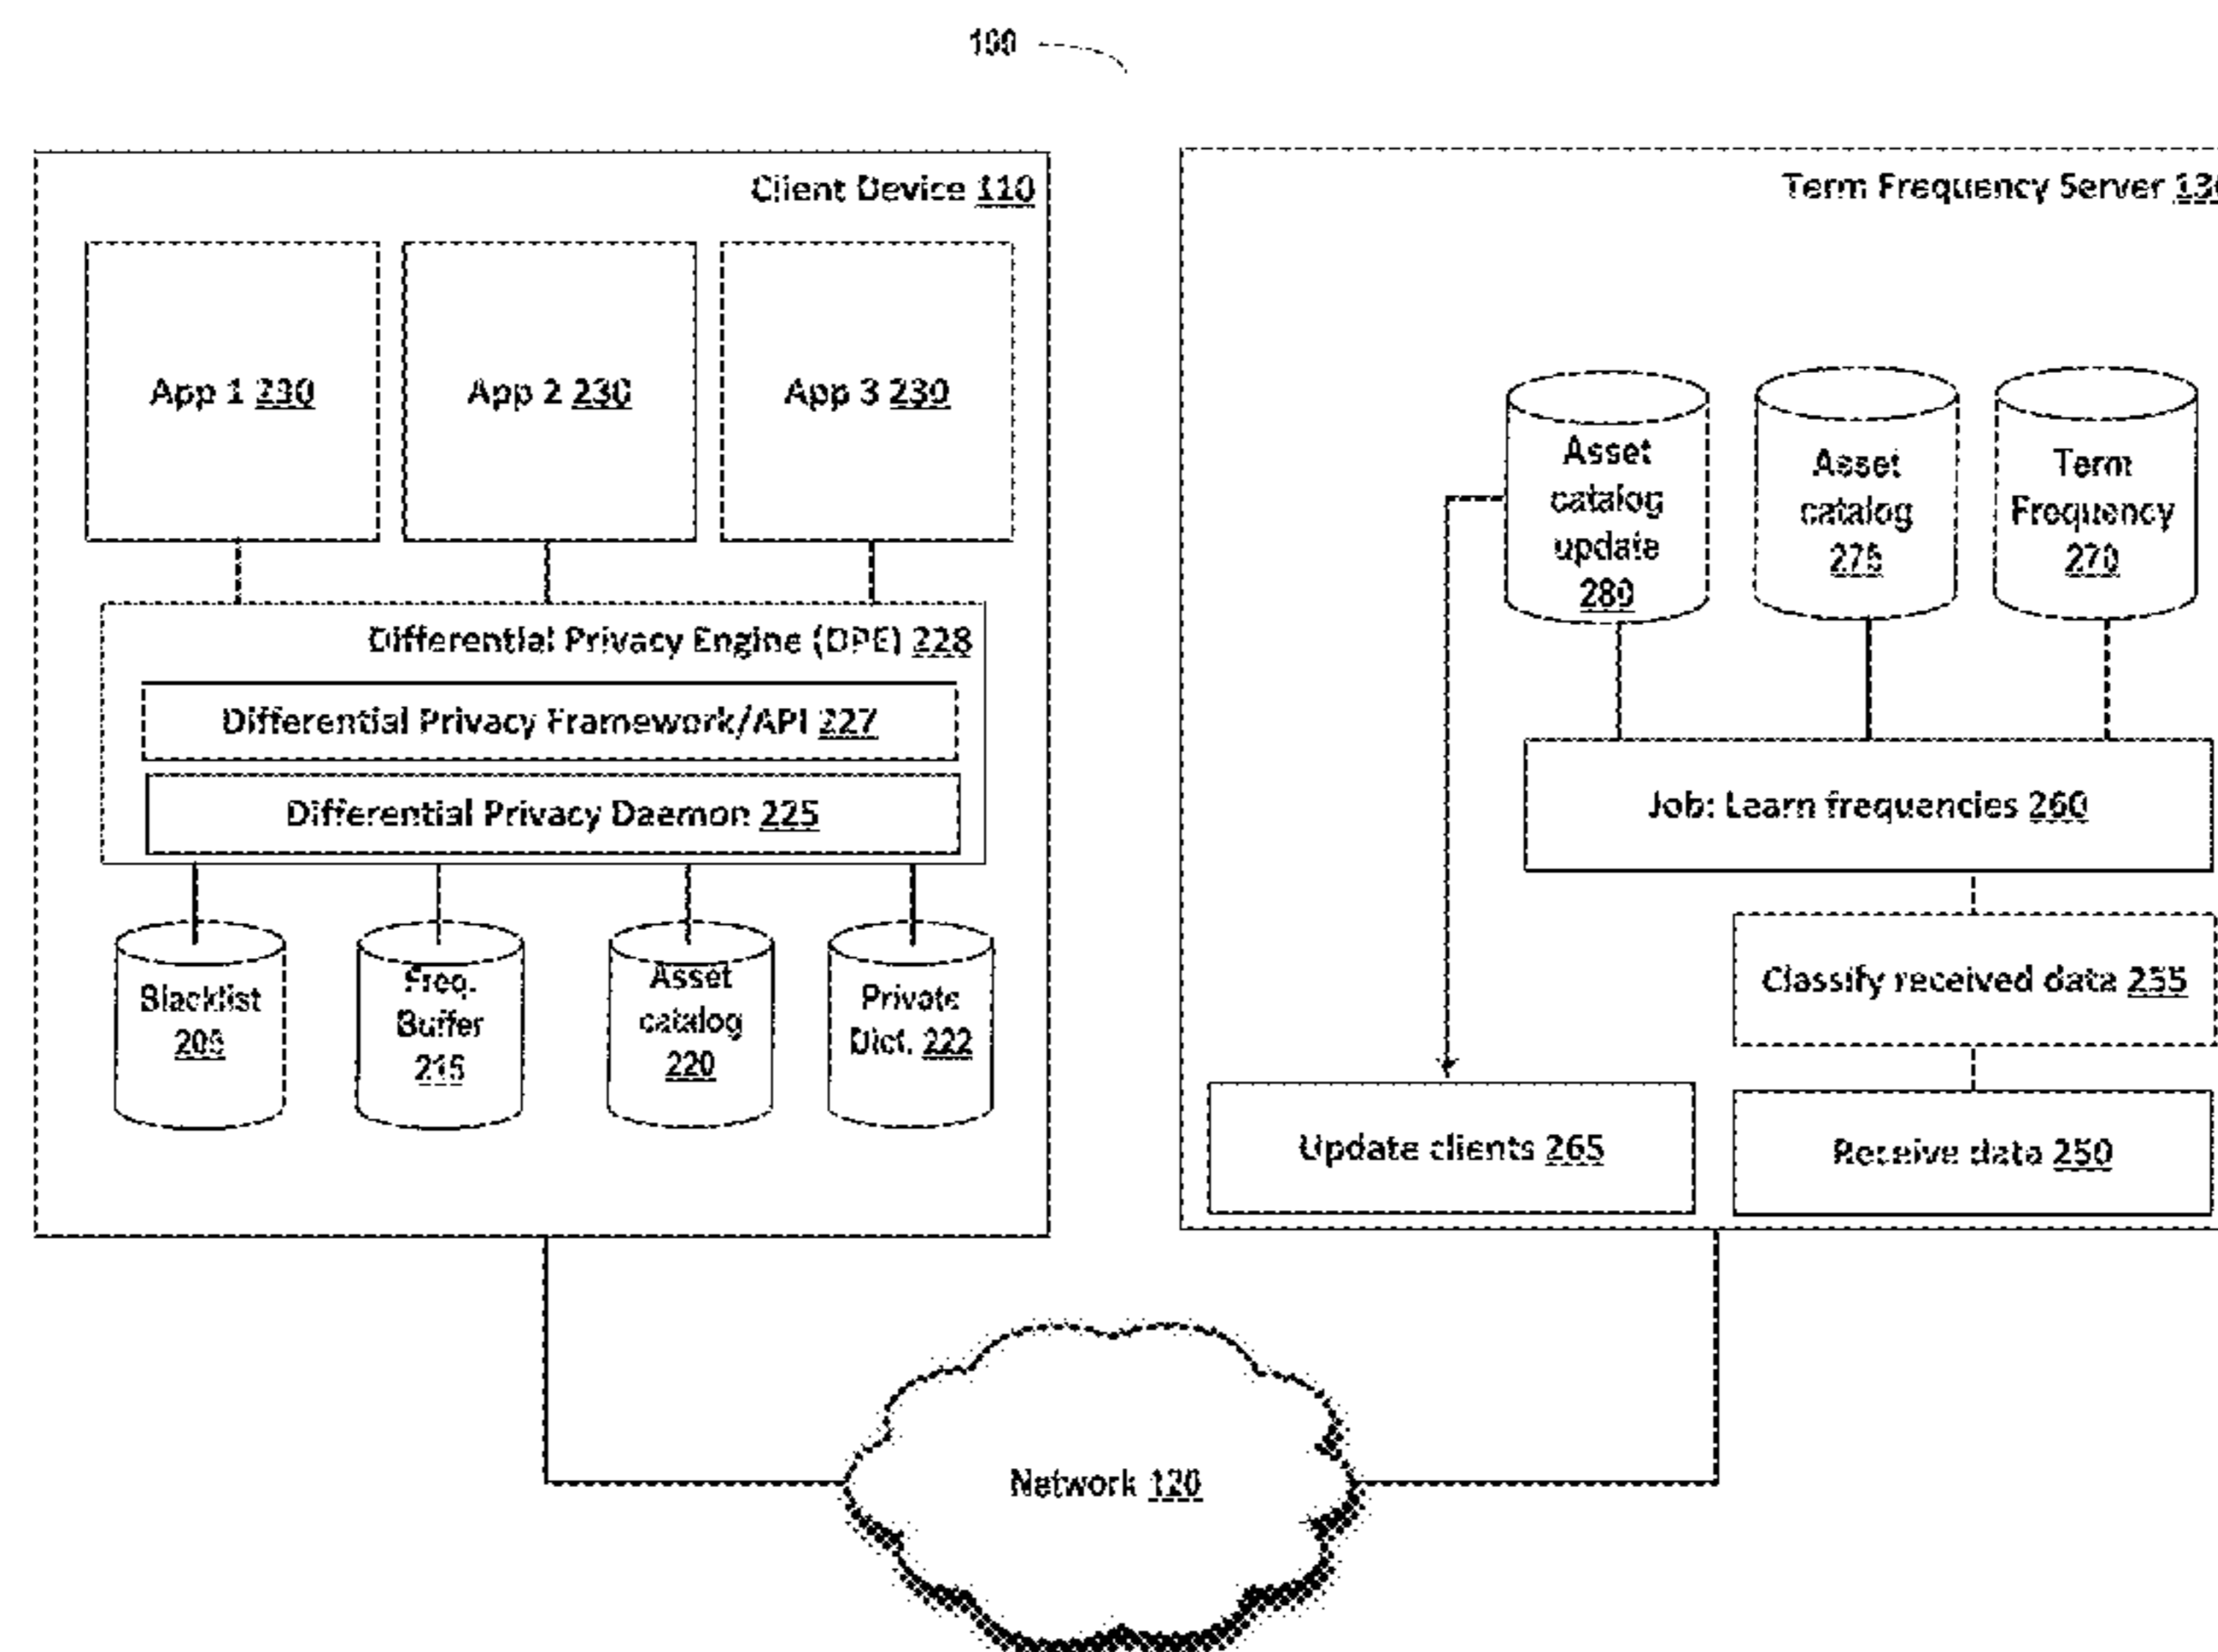 100
Client Device 110
App 1 230
App 2 230
App 3 230
Differential Privacy Engine (DPE) 228
Differential Privacy Framework/API 227
Differential Privacy Daemon 225
Blacklist
205
Freq.
Buffer
215
Asset
catalog
220
Private
Dict. 222
Term Frequency Server
Asset
catalog
update
280
Asset
catalog
275
Term
Frequency
270
Job: Learn frequencies 260
Classify received data 255
Update clients 265
Receive data 250
Network 120